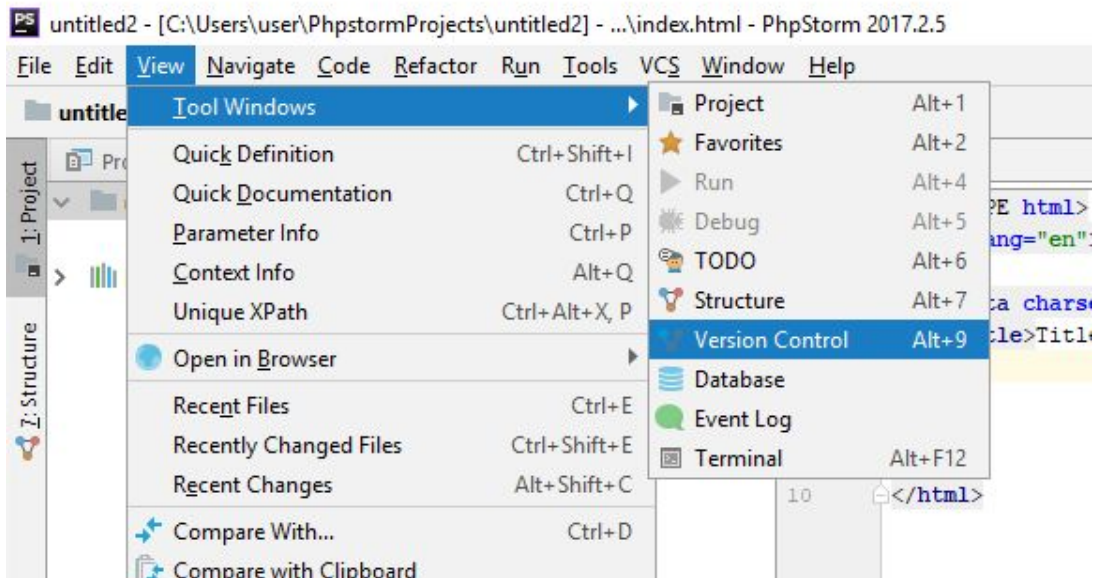 PS untitled2 - [C:\Users\user\PhpstormProjects\untitled2] - ...\index.html - PhpStorm 2017.2.5
File Edit View Navigate Code Refactor Run Tools VCS Window Help
untitle
1: Project
7: Structure
Tool Windows
Quick Definition Ctrl+Shift+I
Quick Documentation Ctrl+Q
Parameter Info Ctrl+P
Context Info Alt+Q
Unique XPath Ctrl+Alt+X, P
Open in Browser
Recent Files Ctrl+E
Recently Changed Files Ctrl+Shift+E
Recent Changes Alt+Shift+C
Compare With... Ctrl+D
Compare with Clipboard
Project Alt+1
Favorites Alt+2
Run Alt+4
Debug Alt+5
TODO Alt+6
Structure Alt+7
Version Control Alt+9
Database
Event Log
Terminal Alt+F12
PE html>
ang="en"
ta chars
tle>Titl
10 </html>